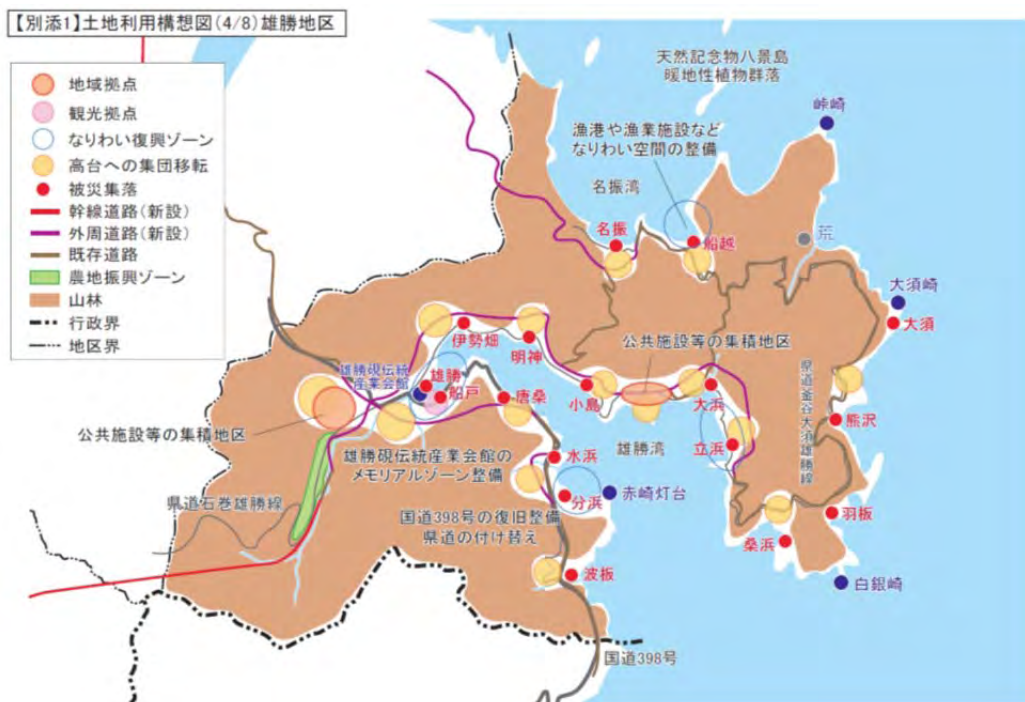 【別添1】土地利用構想図(4/8)雄勝地区
地域拠点
観光拠点
なりわい復興ゾーン
高台への集団移転
被災集落
幹線道路(新設)
外周道路(新設)
既存道路
農地振興ゾーン
山林
行政界
地区界
天然記念物八景島
暖地性植物群落
峠崎
漁港や漁業施設など
なりわい空間の整備
名振湾
名振
船越
荒
大須崎
大須
伊勢畑
明神
公共施設等の集積地区
雄勝硯伝統
産業会館
雄勝
船戸
唐桑
小島
大浜
県道釜谷大須雄勝線
熊沢
公共施設等の集積地区
雄勝硯伝統産業会館の
メモリアルゾーン整備
水浜
雄勝湾
立浜
県道石巻雄勝線
分浜
赤崎灯台
国道398号の復旧整備
県道の付け替え
羽板
桑浜
波板
白銀崎
国道398号